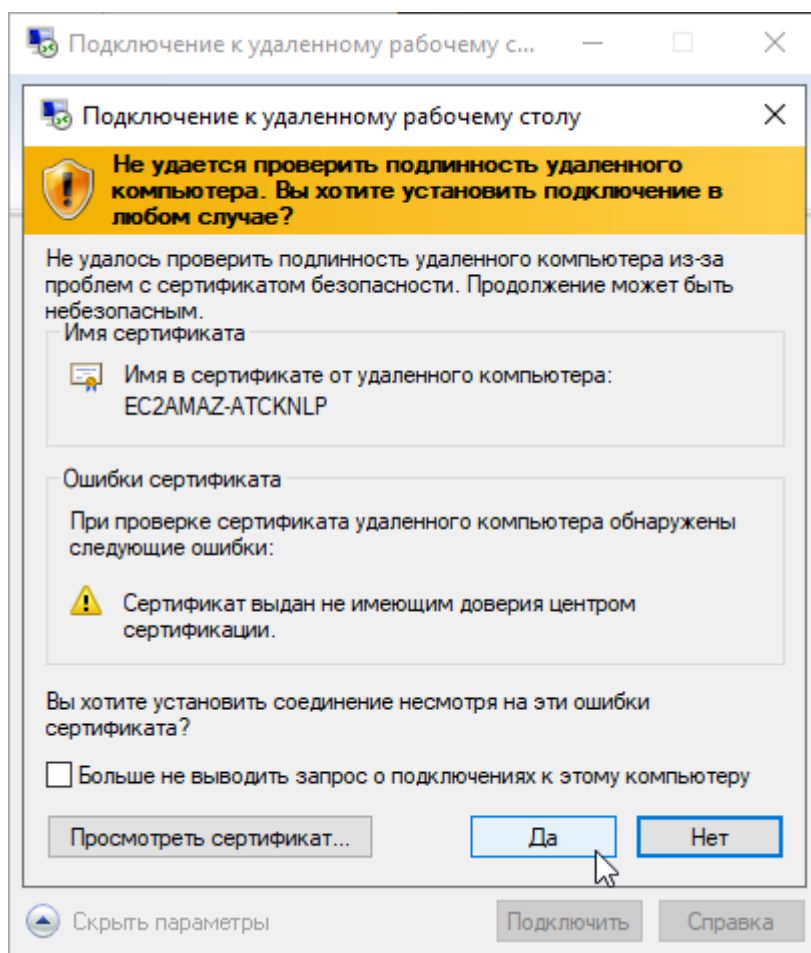 Подключение к удаленному рабочему с...
Подключение к удаленному рабочему столу
Не удается проверить подлинность удаленного
компьютера. Вы хотите установить подключение в
любом случае?
Не удалось проверить подлинность удаленного компьютера из-за
проблем с сертификатом безопасности. Продолжение может быть
небезопасным.
Имя сертификата
Имя в сертификате от удаленного компьютера:
EC2AMAZ-ATCKNLP
Ошибки сертификата
При проверке сертификата удаленного компьютера обнаружены
следующие ошибки:
Сертификат выдан не имеющим доверия центром
сертификации.
Вы хотите установить соединение несмотря на эти ошибки
сертификата?
Больше не выводить запрос о подключениях к этому компьютеру
Просмотреть сертификат... Да Нет
Скрыть параметры Подключить Справка